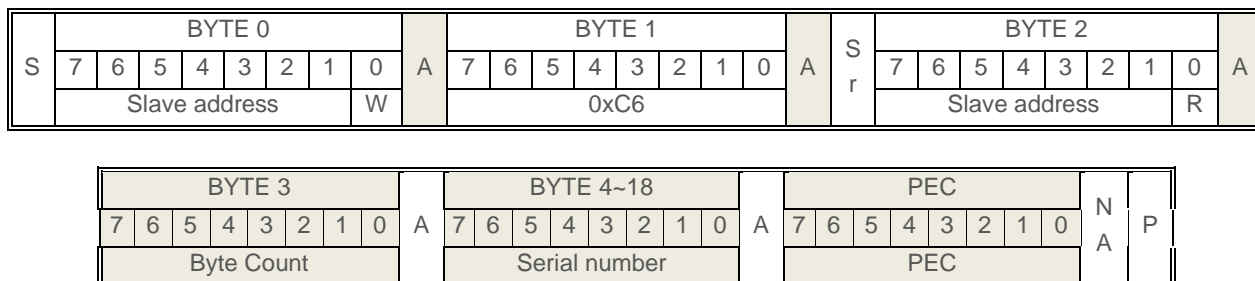 BYTE 0 BYTE 1 BYTE 2
S 7 6 5 4 3 2 1 0 A 7 6 5 4 3 2 1 0 A Sr 7 6 5 4 3 2 1 0 A
Slave address W 0xC6 Slave address R
BYTE 3 BYTE 4~18 PEC
7 6 5 4 3 2 1 0 A 7 6 5 4 3 2 1 0 A 7 6 5 4 3 2 1 0 NA P
Byte Count Serial number PEC